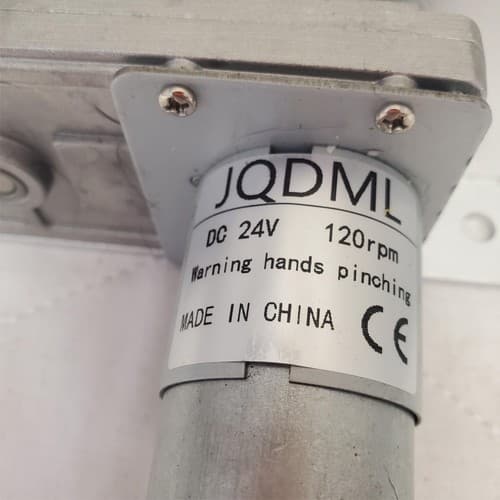 JQDML
DC 24V 120rpm
Warning hands pinching
MADE IN CHINA CE